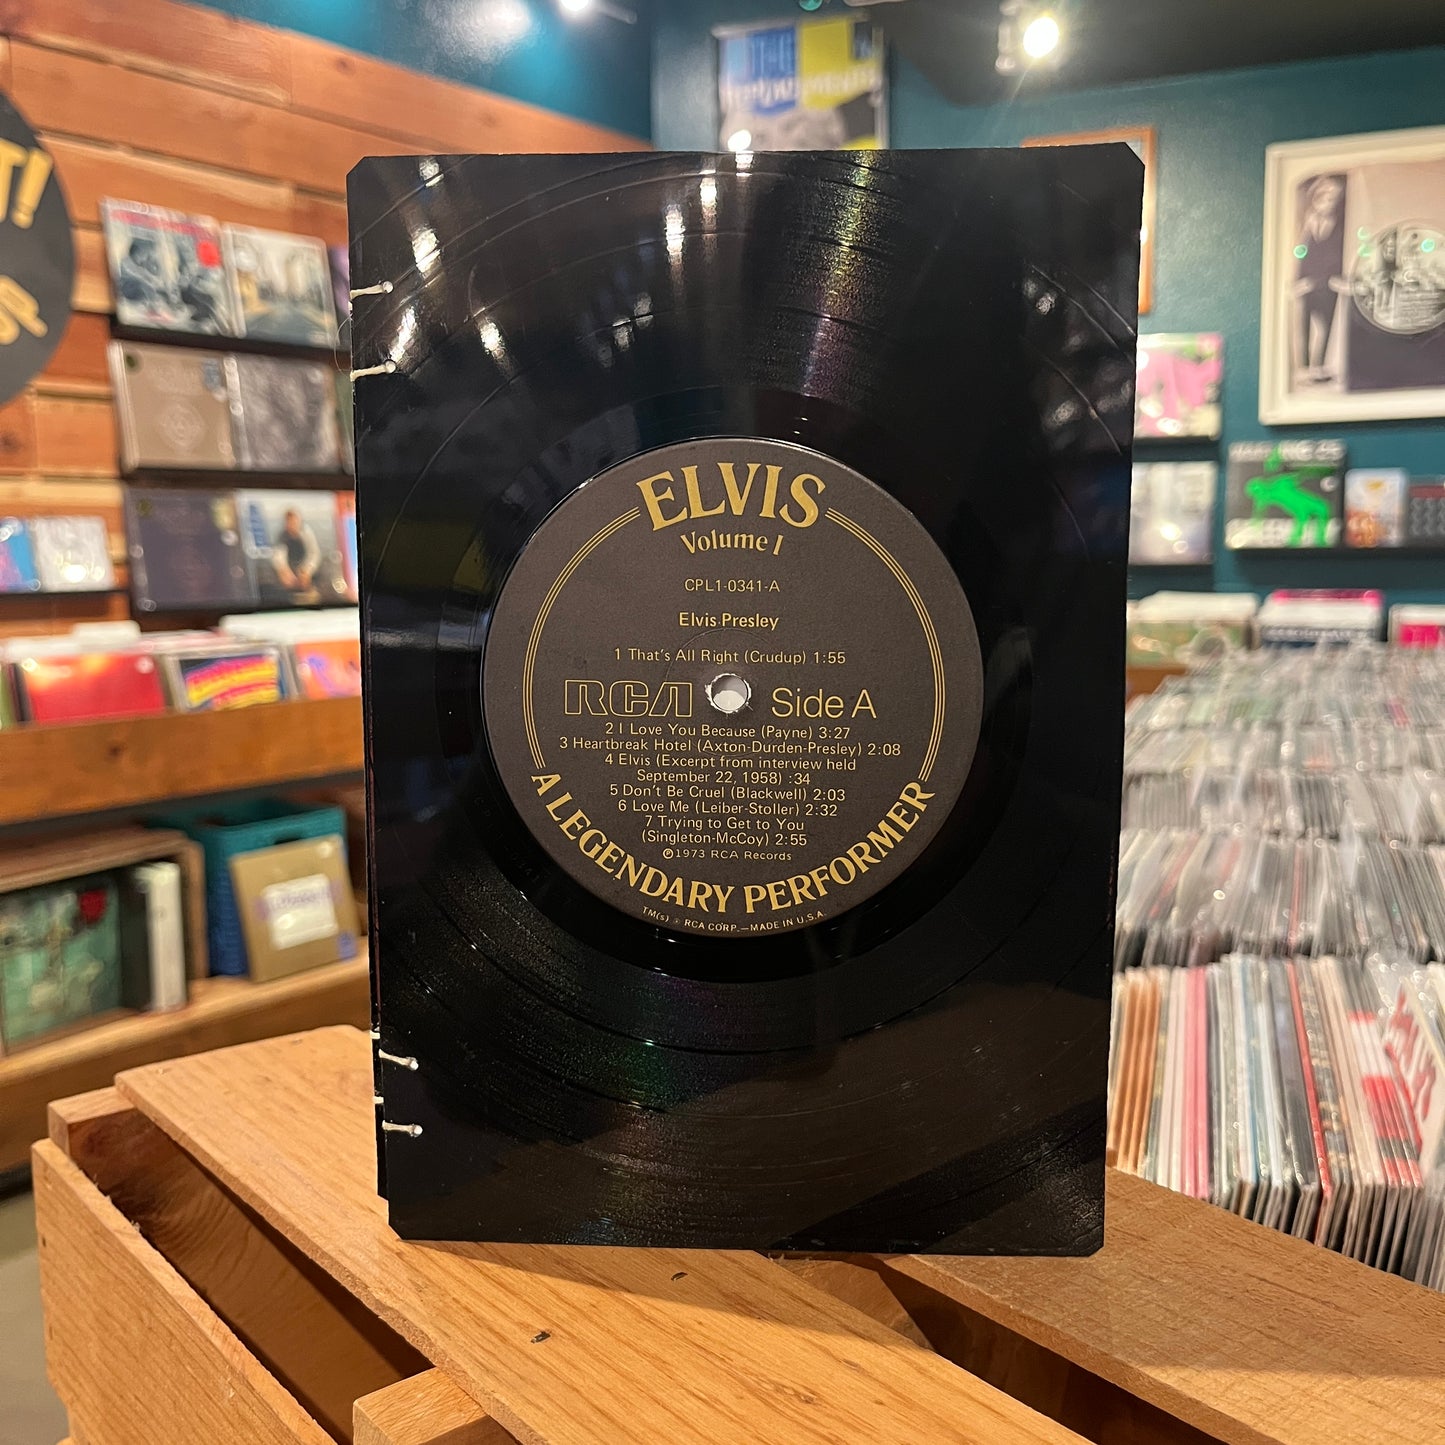 ELVIS
Volume I
CPL1-0341-A
Elvis Presley
1 That's All Right (Crudup) 1:55
RCA Side A
2 I Love You Because (Payne) 3:27
3 Heartbreak Hotel (Axton-Durden-Presley) 2:08
4 Elvis (Excerpt from interview held
September 22, 1958) :34
5 Don't Be Cruel (Blackwell) 2:03
6 Love Me (Leiber-Stoller) 2:32
7 Trying to Get to You
(Singleton-McCoy) 2:55
℗1973 RCA Records
A LEGENDARY PERFORMER
TM(s) ® RCA CORP.—MADE IN U.S.A.